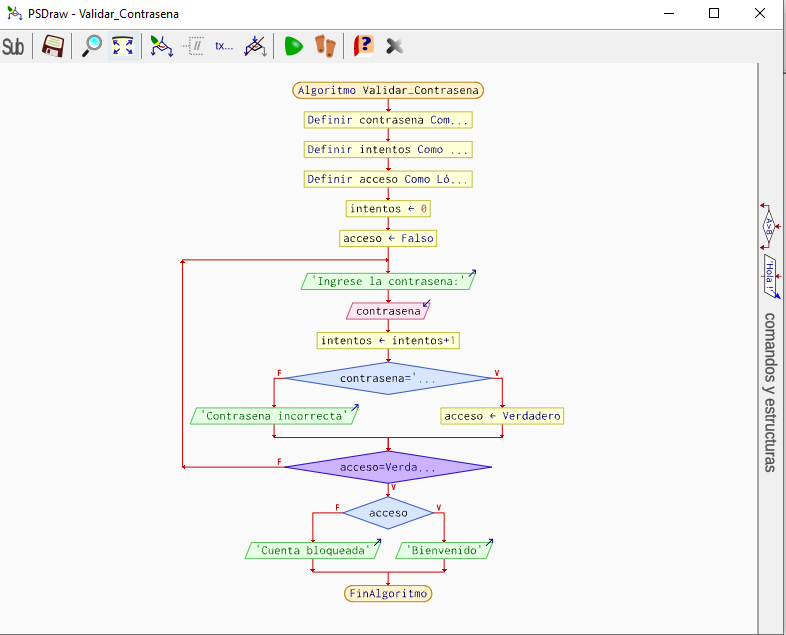 PSDraw - Validar_Contrasena
Sub
tx...
Algoritmo Validar_Contrasena
Definir contrasena Com...
Definir intentos Como ...
Definir acceso Como Ló...
intentos ← 0
acceso ← Falso
'Ingrese la contrasena:'
contrasena
intentos ← intentos+1
contrasena='...
F
V
'Contrasena incorrecta'
acceso ← Verdadero
acceso=Verda...
F
V
acceso
F
V
'Cuenta bloqueada'
'Bienvenido'
FinAlgoritmo
A>B
'Hola !'
comandos y estructuras